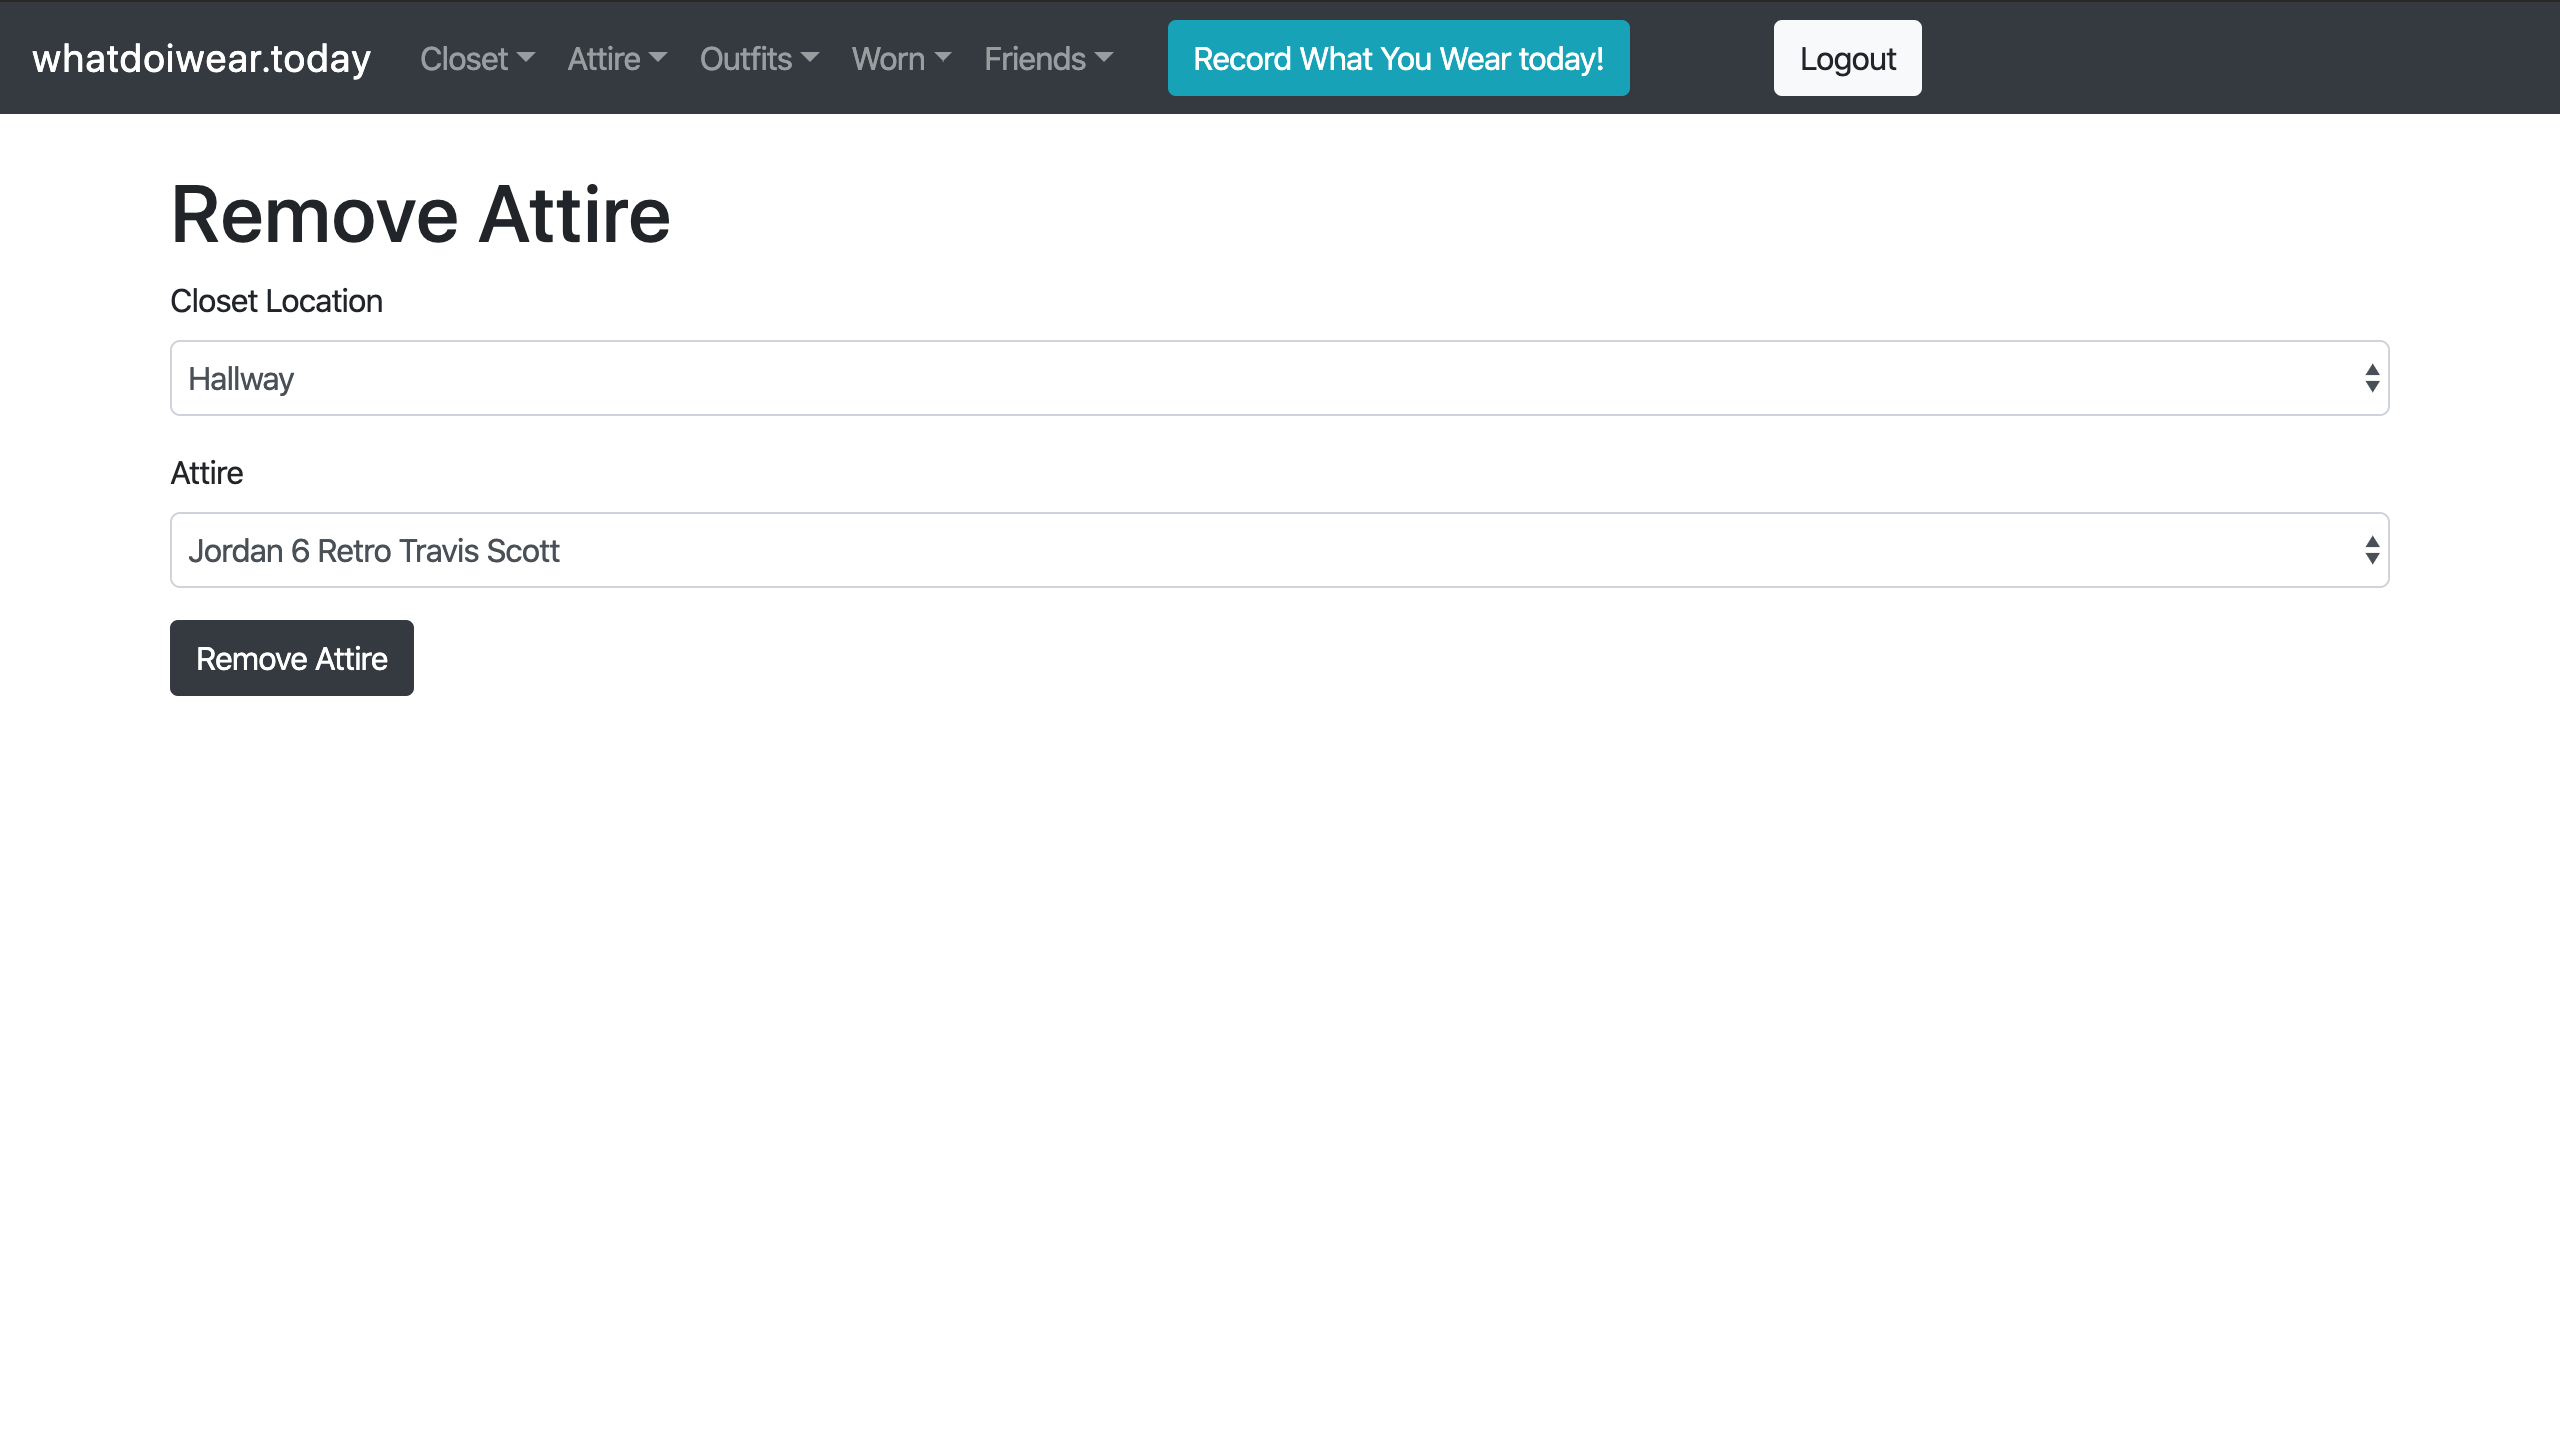 whatdoiwear.today Closet Attire Outfits Worn Friends Record What You Wear today! Logout
Remove Attire
Closet Location
Hallway
Attire
Jordan 6 Retro Travis Scott
Remove Attire